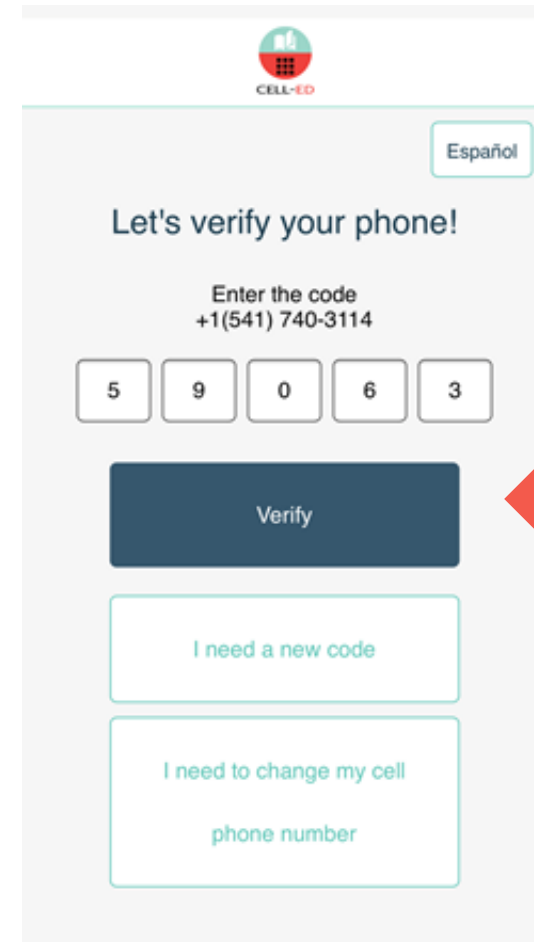 CELL-ED
Español
Let's verify your phone!
Enter the code
+1(541) 740-3114
5 9 0 6 3
Verify
I need a new code
I need to change my cell
phone number